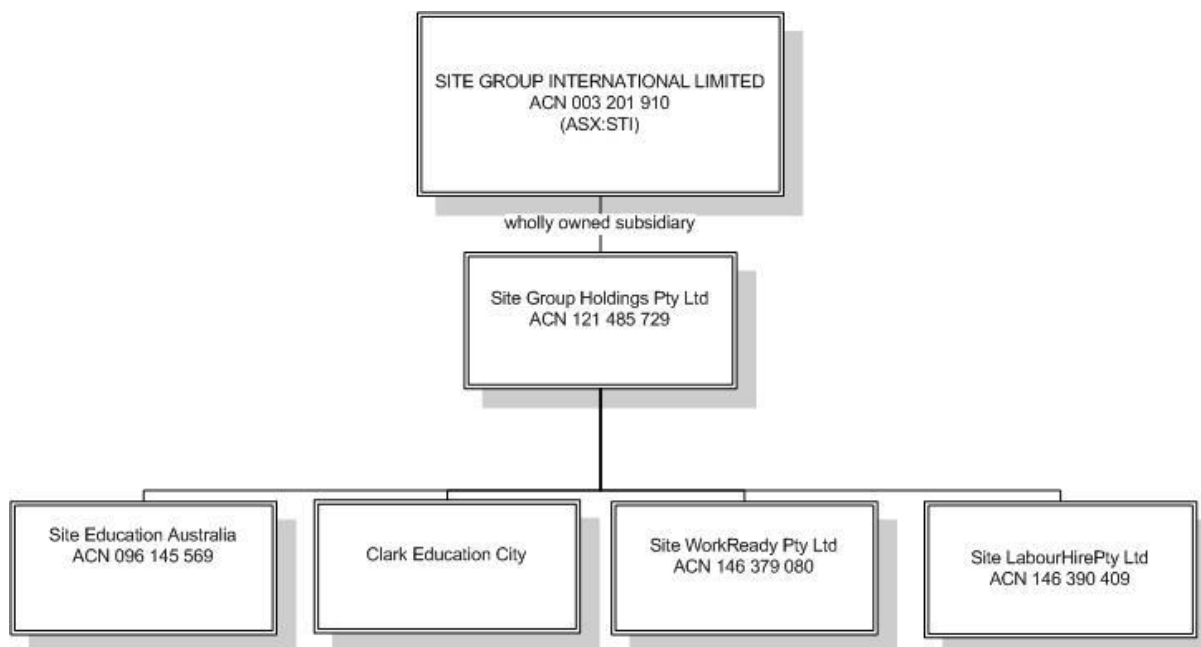 SITE GROUP INTERNATIONAL LIMITED
ACN 003 201 910
(ASX:STI)
wholly owned subsidiary
Site Group Holdings Pty Ltd
ACN 121 485 729
Site Education Australia
ACN 096 145 569
Clark Education City
Site WorkReady Pty Ltd
ACN 146 379 080
Site LabourHirePty Ltd
ACN 146 390 409